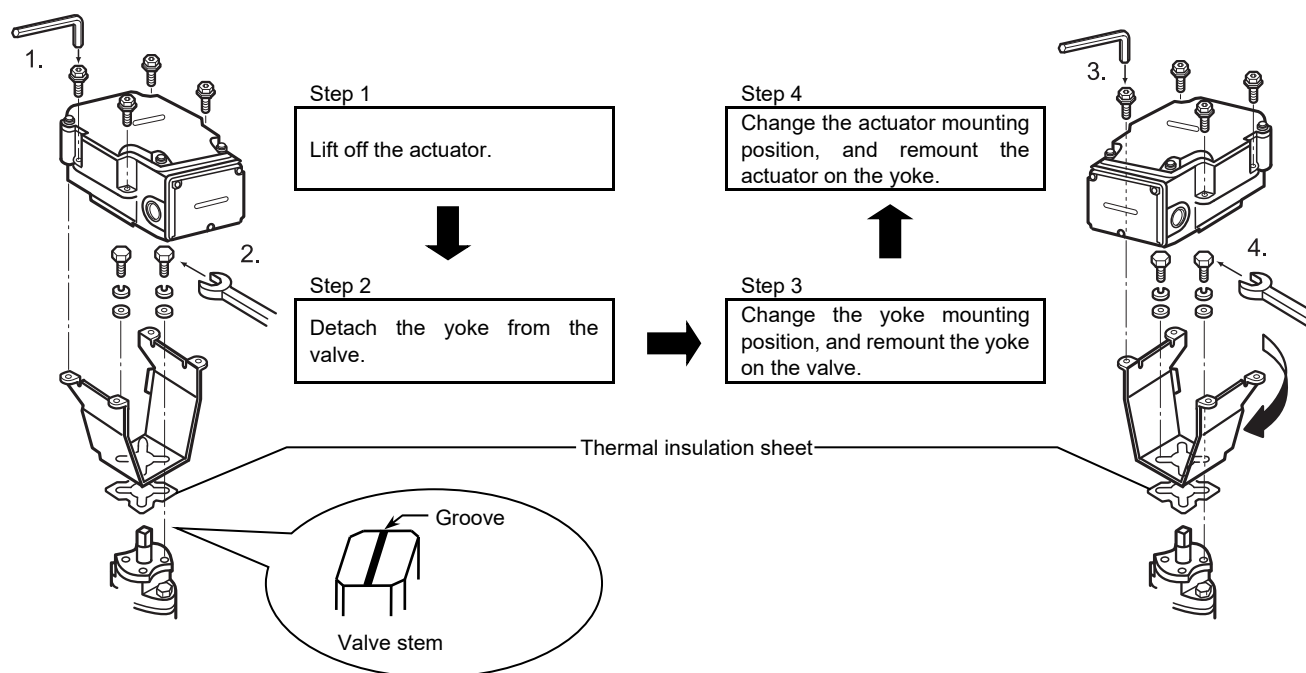 1.
Step 1
Lift off the actuator.
2.
Step 2
Detach the yoke from the
valve.
Step 4
Change the actuator mounting
position, and remount the
actuator on the yoke.
Step 3
Change the yoke mounting
position, and remount the yoke
on the valve.
3.
4.
Thermal insulation sheet
Groove
Valve stem